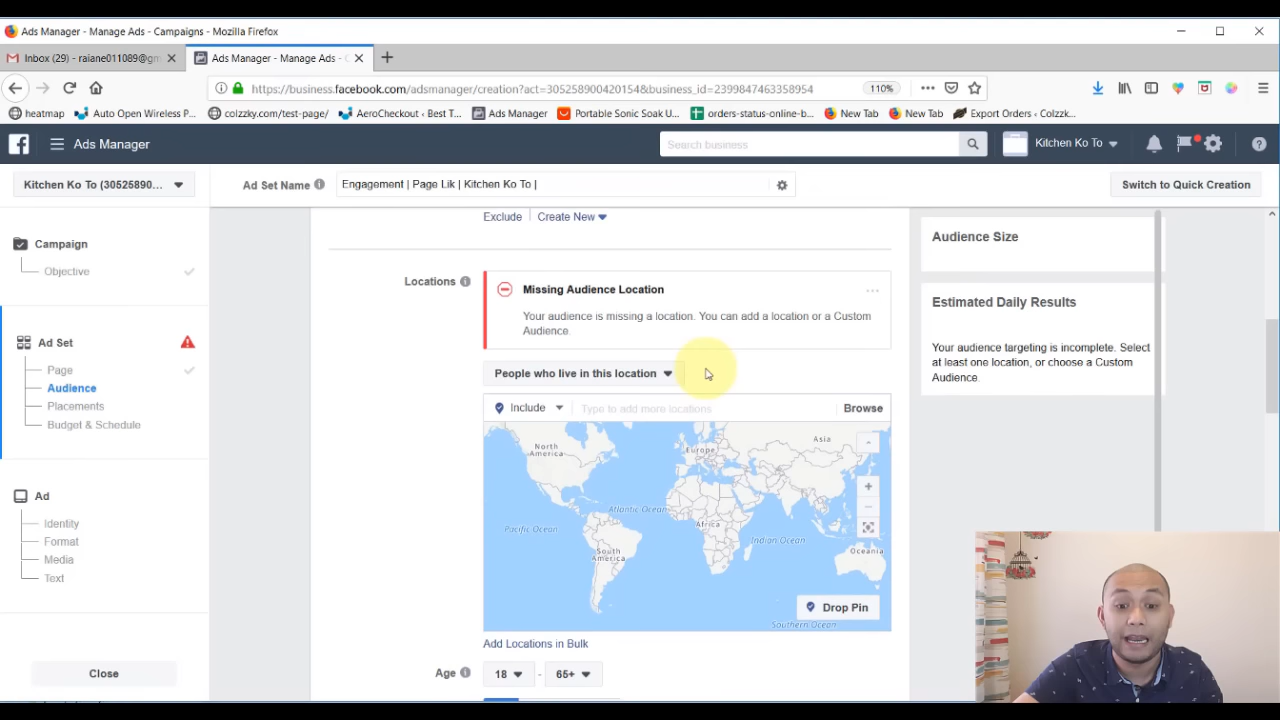 Ads Manager - Manage Ads - Campaigns - Mozilla Firefox
Inbox (29) - raiane011089@gm
Ads Manager - Manage Ads - C
https://business.facebook.com/adsmanager/creation?act=305258900420154&business_id=2399847463358954
110%
heatmap
Auto Open Wireless P...
colzzky.com/test-page/
AeroCheckout - Best T...
Ads Manager
Portable Sonic Soak U...
orders-status-online-b...
New Tab
New Tab
Export Orders ‹ Colzzk...
Ads Manager
Search business
Kitchen Ko To
Kitchen Ko To (30525890...
Ad Set Name
Engagement | Page Lik | Kitchen Ko To |
Switch to Quick Creation
Campaign
Objective
Ad Set
Page
Audience
Placements
Budget & Schedule
Ad
Identity
Format
Media
Text
Close
Exclude
Create New
Locations
Missing Audience Location
Your audience is missing a location. You can add a location or a Custom
Audience.
People who live in this location
Include
Type to add more locations
Browse
North
America
Europe
Asia
Atlantic Ocean
Pacific Ocean
Africa
South
America
Indian Ocean
Oceania
Southern Ocean
Drop Pin
Add Locations in Bulk
Age
18
-
65+
Audience Size
Estimated Daily Results
Your audience targeting is incomplete. Select
at least one location, or choose a Custom
Audience.